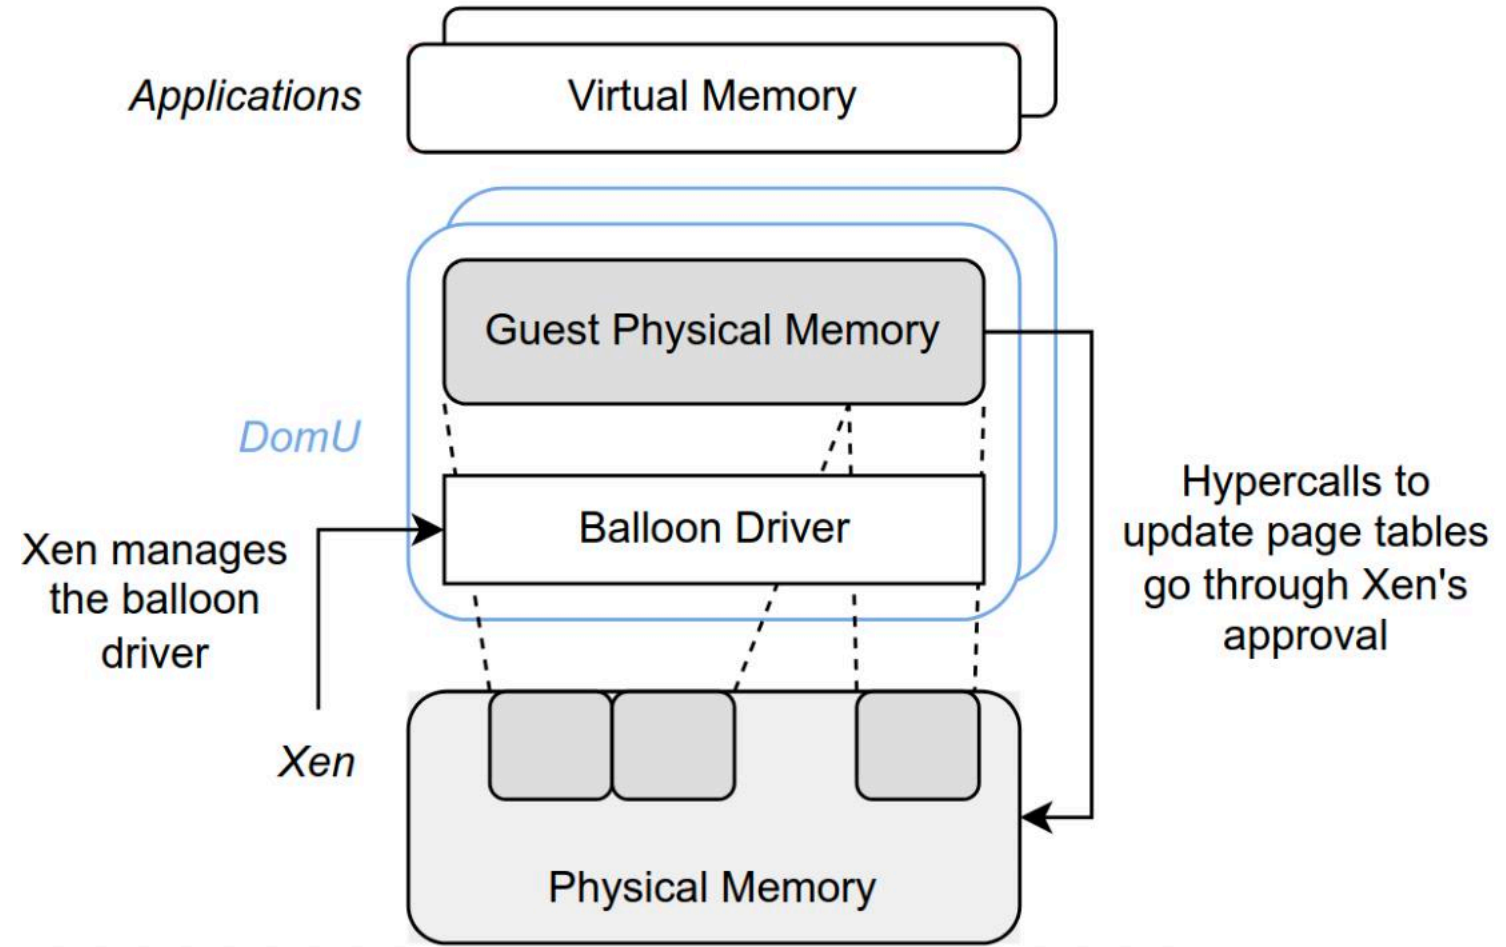 Applications
Virtual Memory
Guest Physical Memory
DomU
Balloon Driver
Xen manages
the balloon
driver
Hypercalls to
update page tables
go through Xen's
approval
Xen
Physical Memory